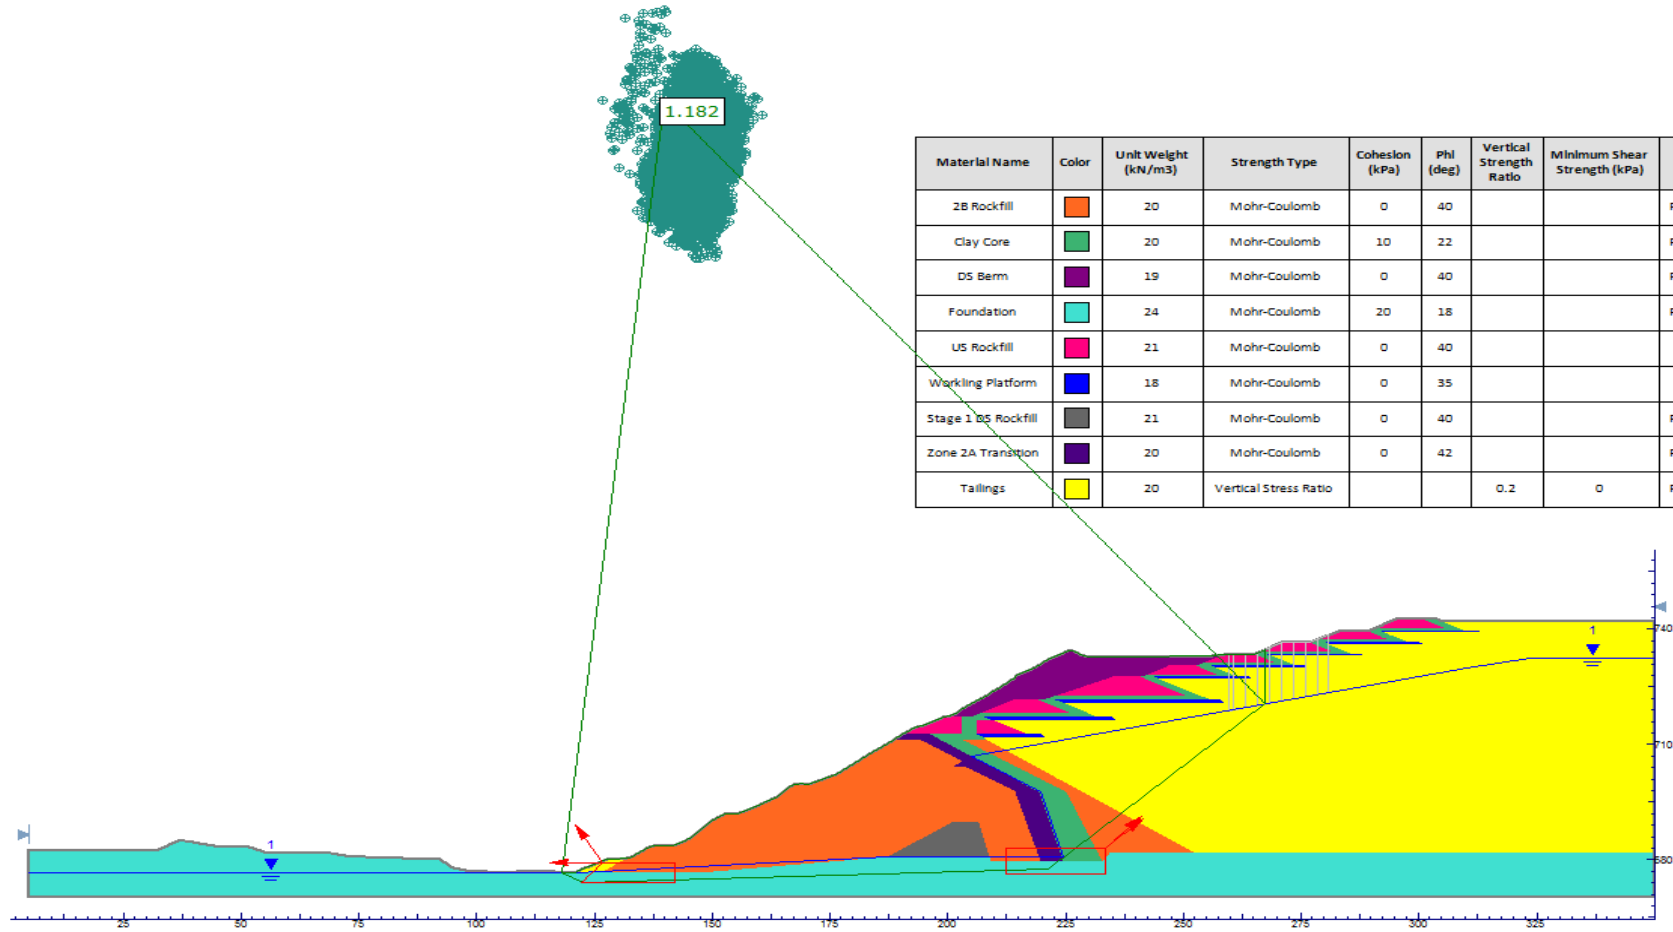 1.182
Material Name Color Unit Weight (kN/m3) Strength Type Cohesion (kPa) Phi (deg) Vertical Strength Ratio Minimum Shear Strength (kPa)
2B Rockfill 20 Mohr-Coulomb 0 40
Clay Core 20 Mohr-Coulomb 10 22
DS Berm 19 Mohr-Coulomb 0 40
Foundation 24 Mohr-Coulomb 20 18
US Rockfill 21 Mohr-Coulomb 0 40
Workling Platform 18 Mohr-Coulomb 0 35
Stage 1 DS Rockfill 21 Mohr-Coulomb 0 40
Zone 2A Transition 20 Mohr-Coulomb 0 42
Tailings 20 Vertical Stress Ratio 0.2 0
740
1
710
1
680
25 50 75 100 125 150 175 200 225 250 275 300 325